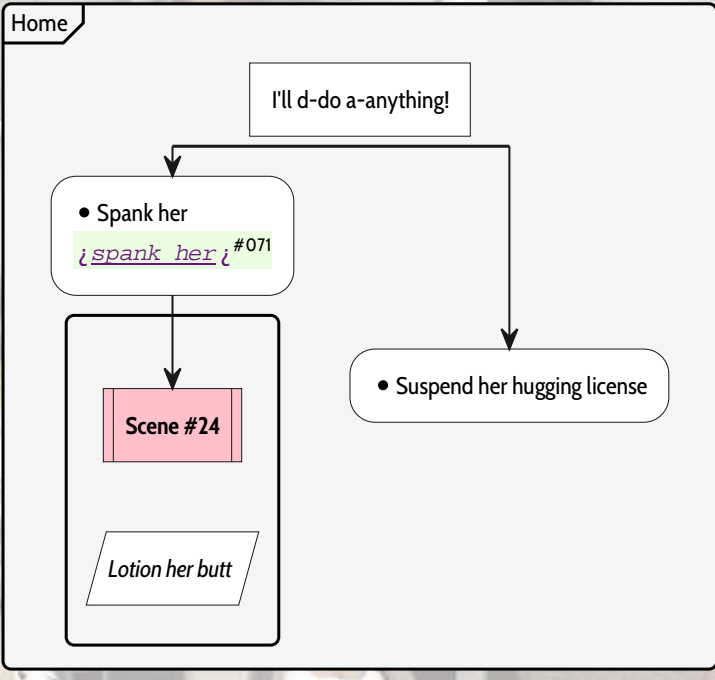 Home
I'll d-do a-anything!
• Spank her
¿spank her¿#071
Scene #24
• Suspend her hugging license
Lotion her butt